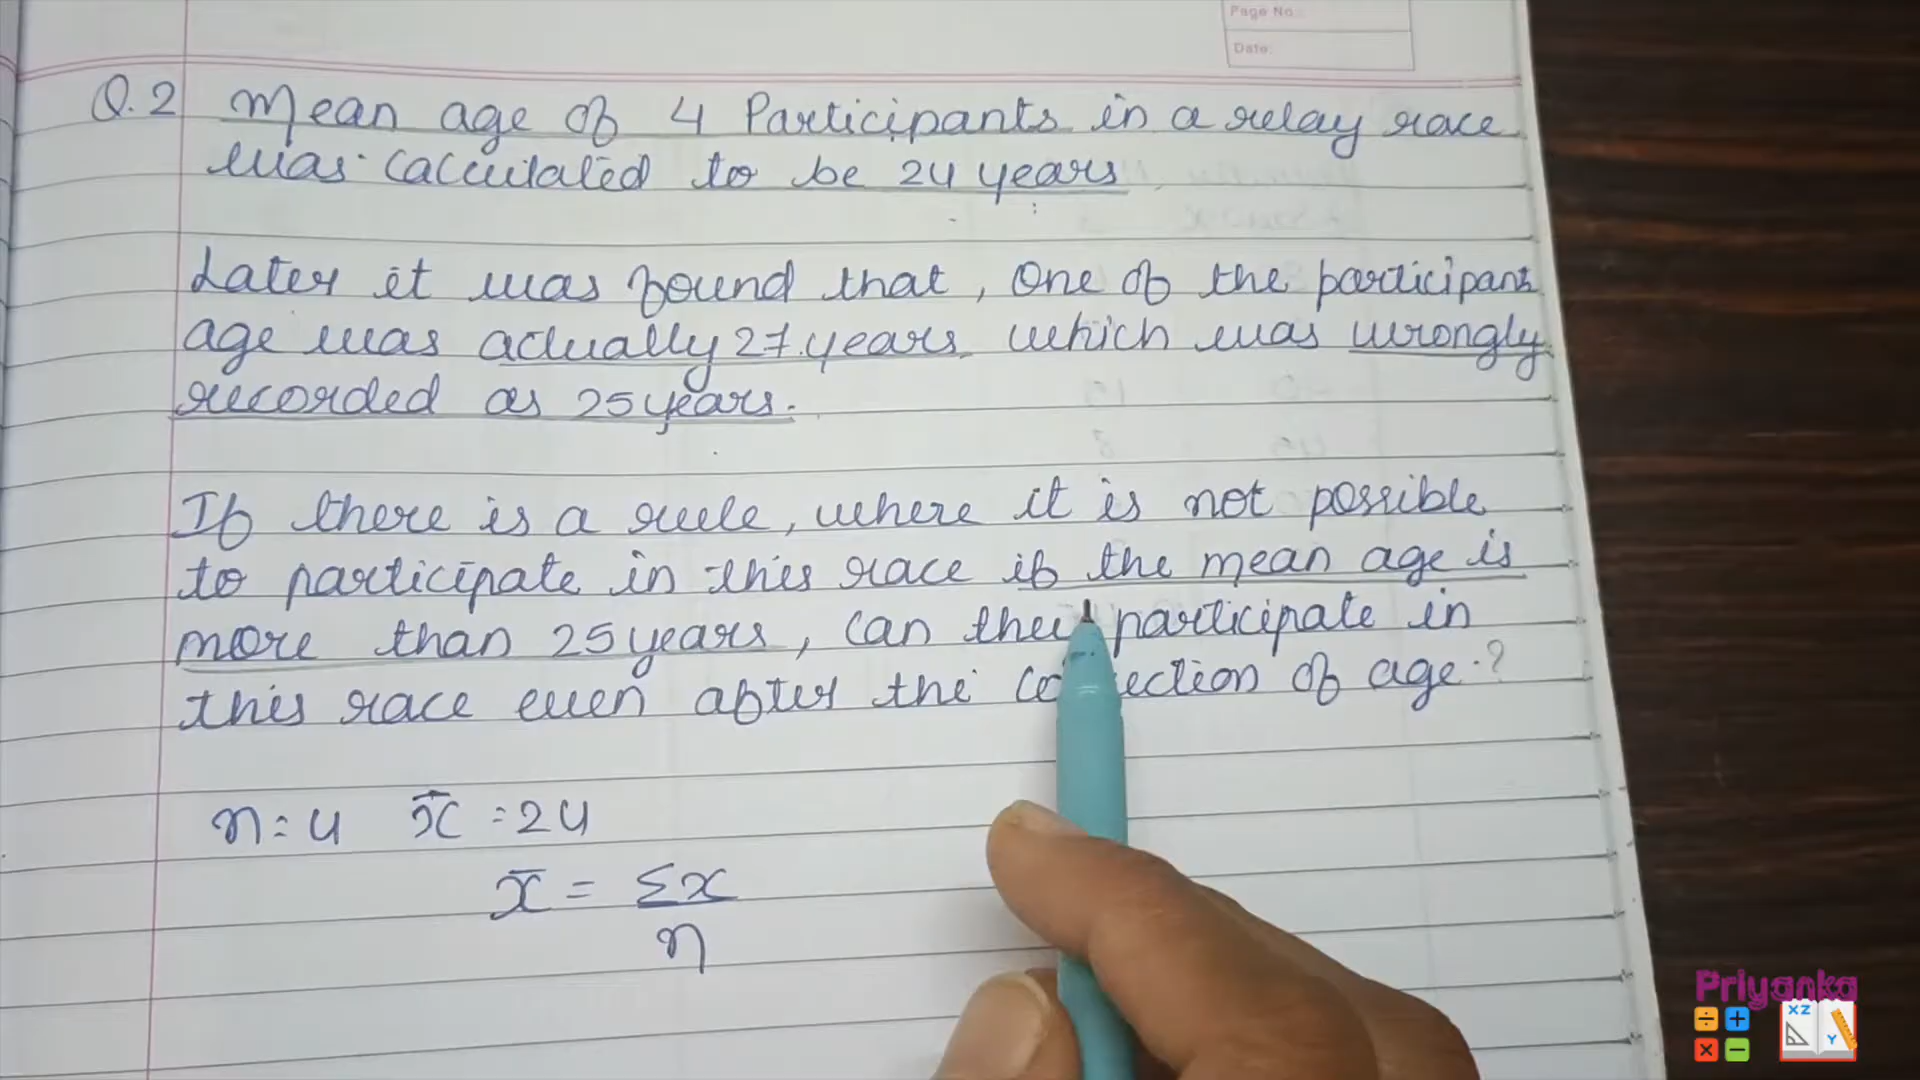 Page No.:
Date:
Q.2 Mean age of 4 Participants in a relay race
was calculated to be 24 years
Later it was found that, One of the participant
age was actually 27 years which was wrongly
recorded as 25 years.
If there is a rule, where it is not possible
to participate in this race if the mean age is
more than 25 years, can participate in
this race even after the of age.?
n = 4 x̄ = 24
x̄ = Σx
n
Priyanka
÷ +
× −
XZ
Y